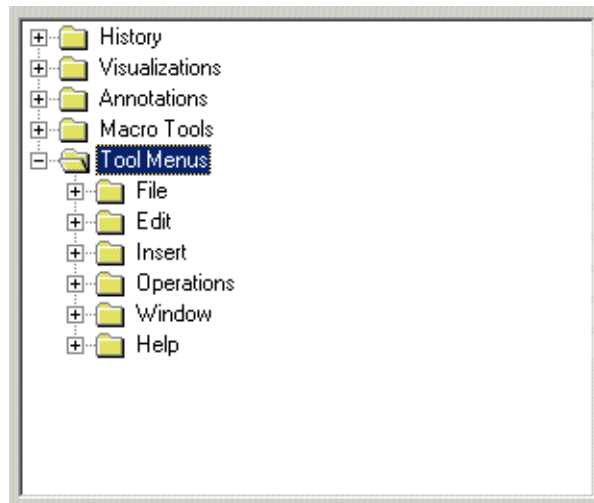 History
Visualizations
Annotations
Macro Tools
Tool Menus
File
Edit
Insert
Operations
Window
Help